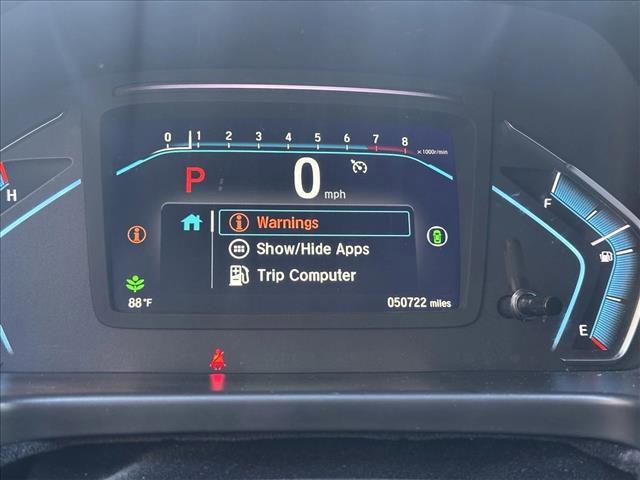 0 1 2 3 4 5 6 7 8 ×1000r/min
P 0 mph
H
F
Warnings
Show/Hide Apps
Trip Computer
88°F
050722 miles
E